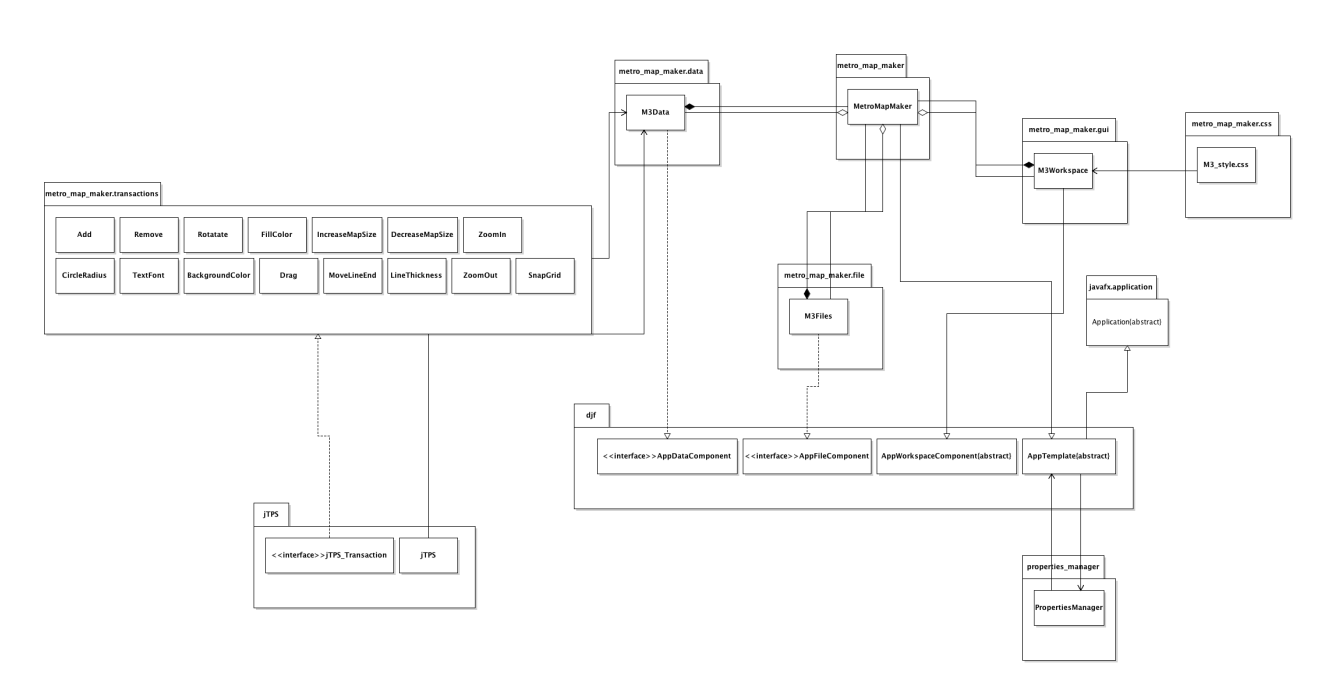 metro_map_maker
metro_map_maker.data
M3Data
MetroMapMaker
metro_map_maker.gui
M3Workspace
metro_map_maker.css
M3_style.css
metro_map_maker.transactions
Add
Remove
Rotatate
FillColor
IncreaseMapSize
DecreaseMapSize
ZoomIn
CircleRadius
TextFont
BackgroundColor
Drag
MoveLineEnd
LineThickness
ZoomOut
SnapGrid
metro_map_maker.file
M3Files
javafx.application
Application(abstract)
djf
<<interface>>AppDataComponent
<<interface>>AppFileComponent
AppWorkspaceComponent(abstract)
AppTemplate(abstract)
jTPS
<<interface>>jTPS_Transaction
jTPS
properties_manager
PropertiesManager